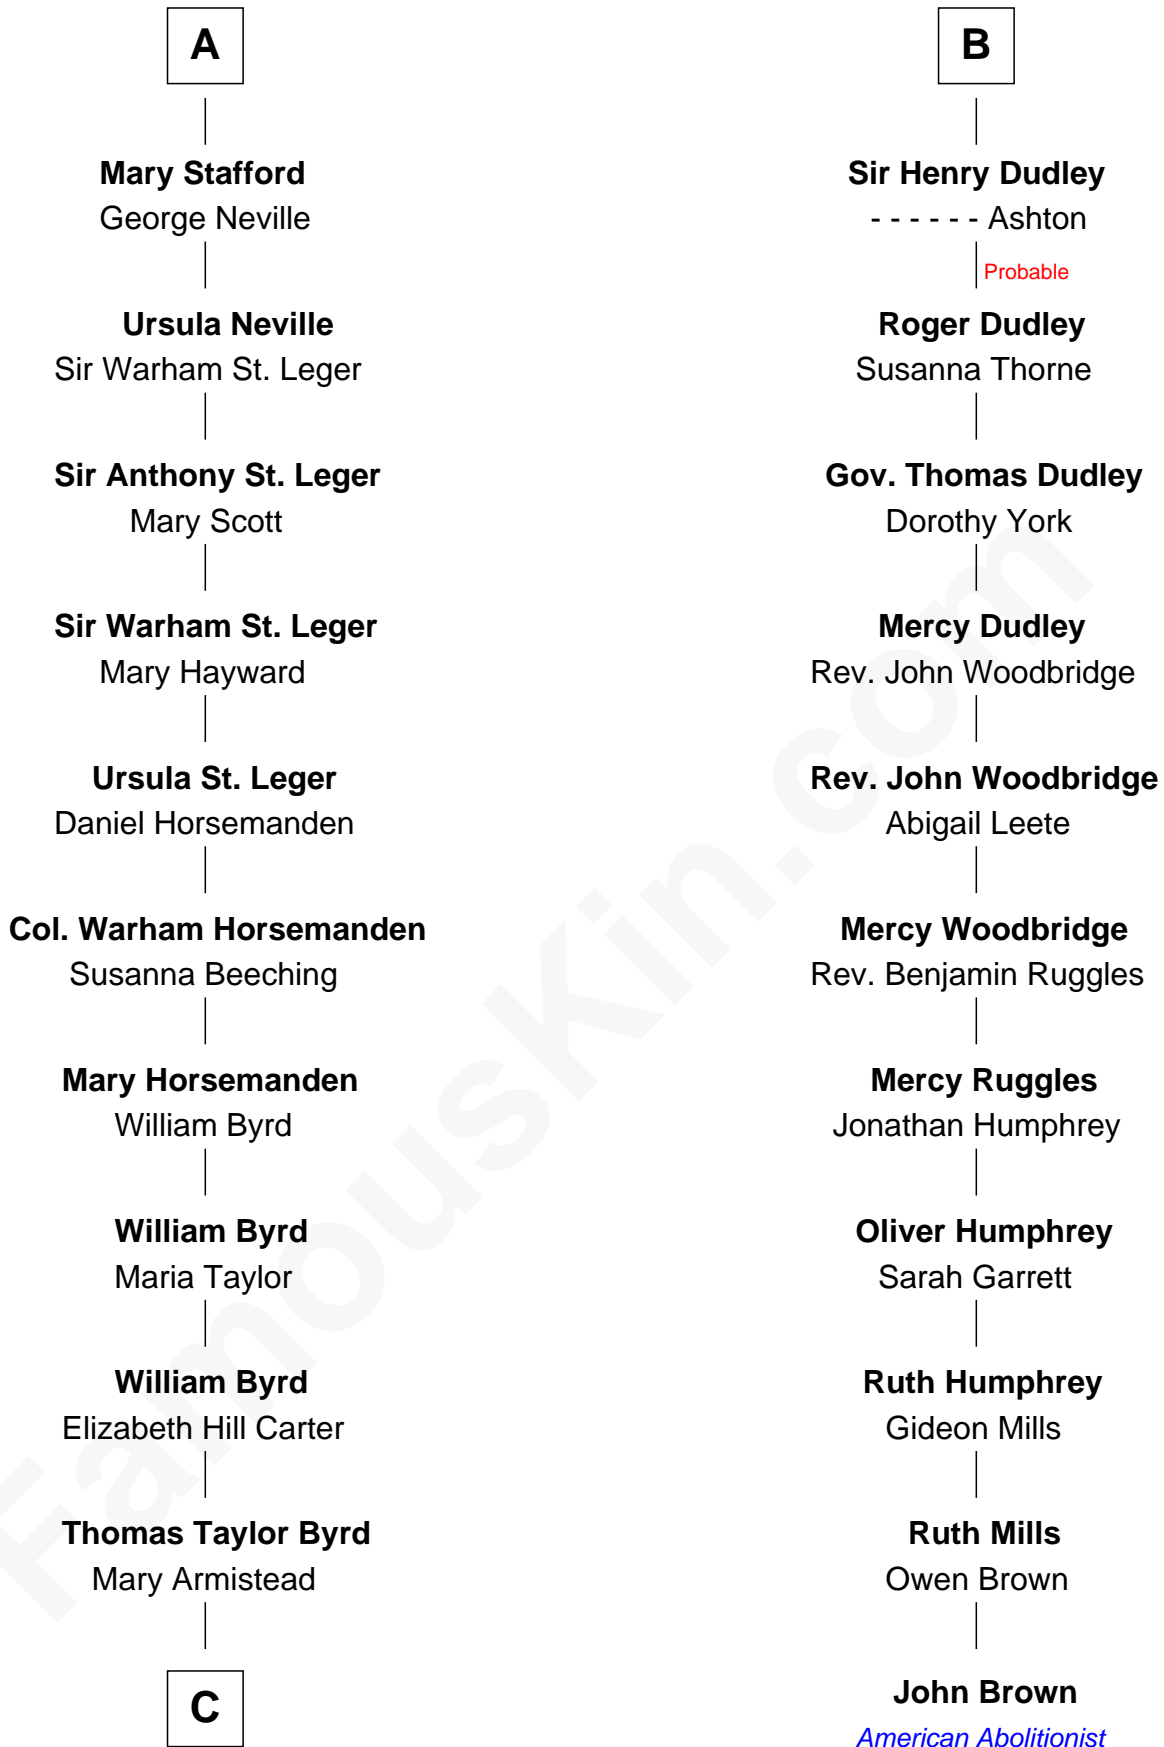 A
Mary Stafford
George Neville
Ursula Neville
Sir Warham St. Leger
Sir Anthony St. Leger
Mary Scott
Sir Warham St. Leger
Mary Hayward
Ursula St. Leger
Daniel Horsemanden
Col. Warham Horsemanden
Susanna Beeching
Mary Horsemanden
William Byrd
William Byrd
Maria Taylor
William Byrd
Elizabeth Hill Carter
Thomas Taylor Byrd
Mary Armistead
C
B
Sir Henry Dudley
- - - - - - Ashton
Probable
Roger Dudley
Susanna Thorne
Gov. Thomas Dudley
Dorothy York
Mercy Dudley
Rev. John Woodbridge
Rev. John Woodbridge
Abigail Leete
Mercy Woodbridge
Rev. Benjamin Ruggles
Mercy Ruggles
Jonathan Humphrey
Oliver Humphrey
Sarah Garrett
Ruth Humphrey
Gideon Mills
Ruth Mills
Owen Brown
John Brown
American Abolitionist
FamousKin.com